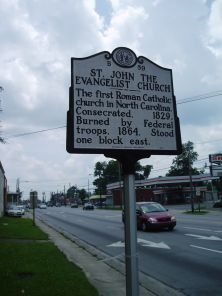 B 59
ST. JOHN THE
EVANGELIST CHURCH
The first Roman Catholic
church in North Carolina.
Consecrated, 1829.
Burned by Federal
troops, 1864. Stood
one block east.